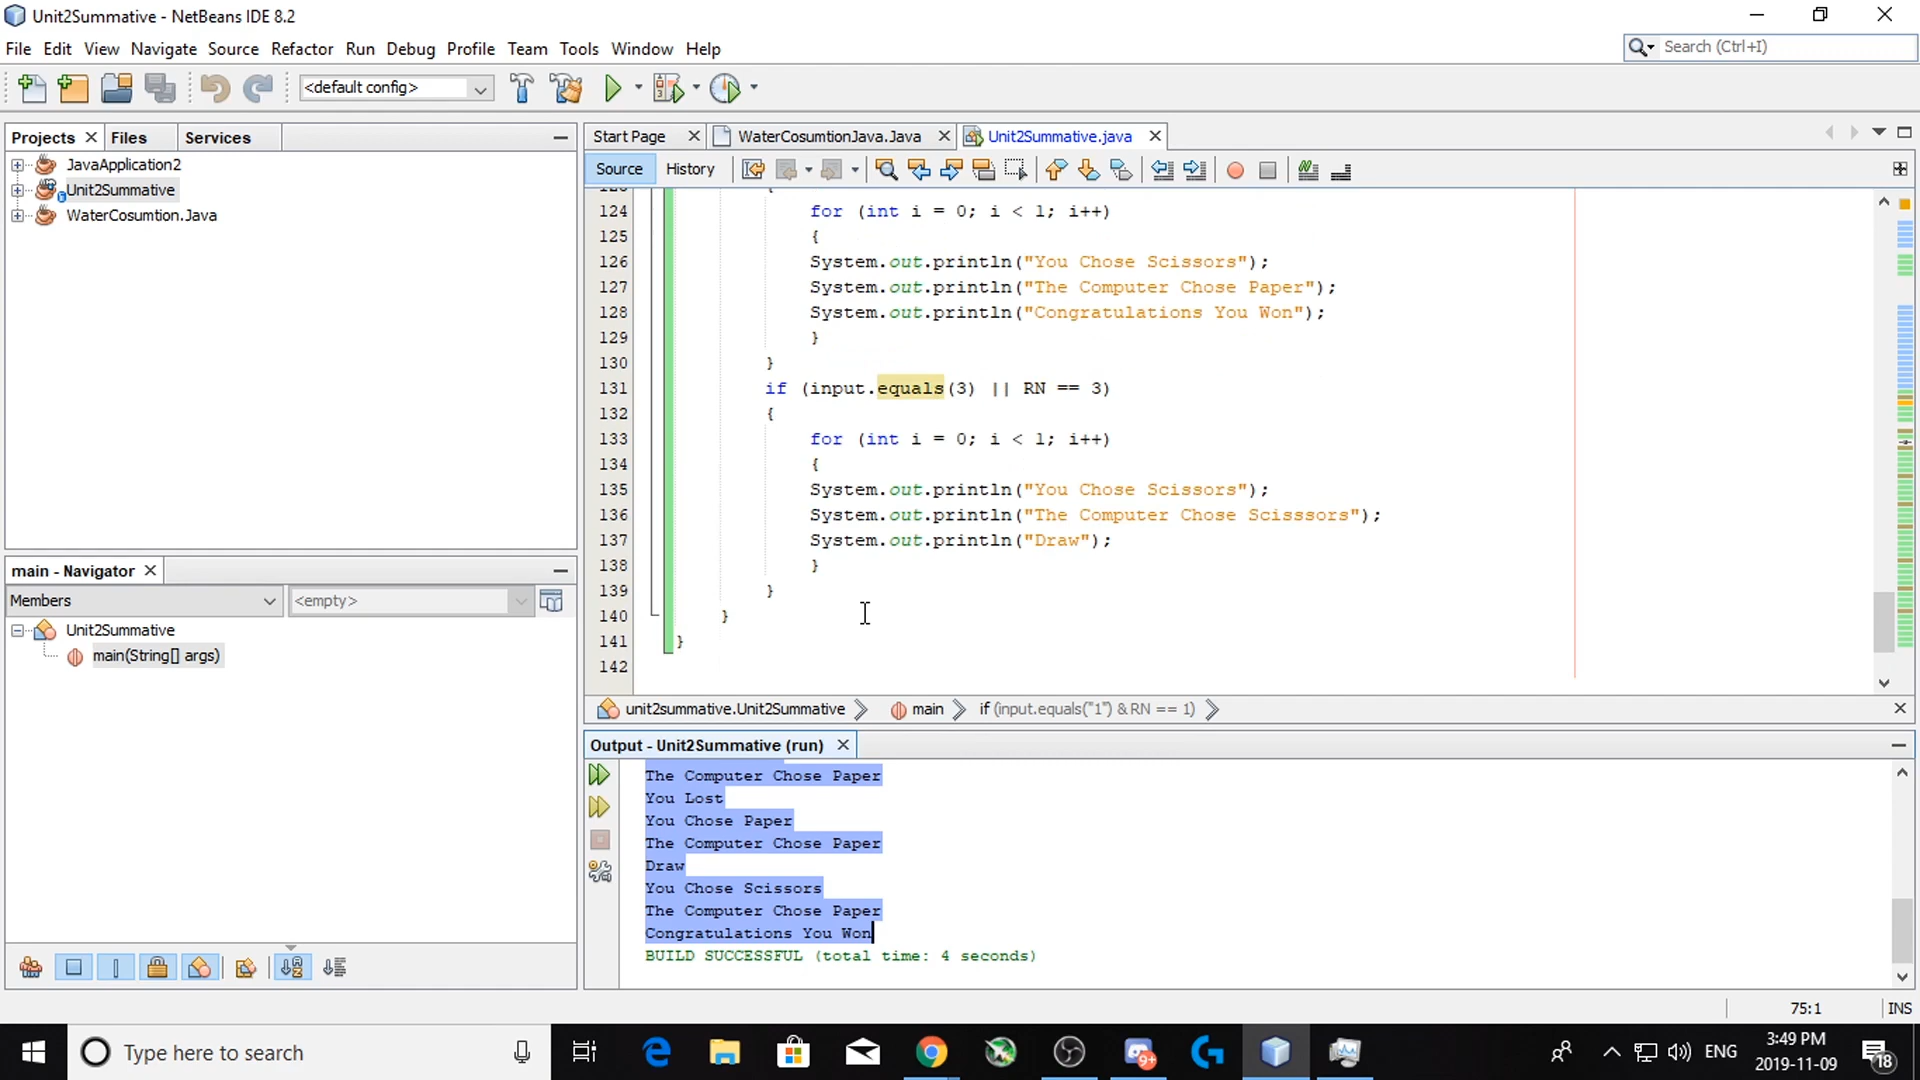 Unit2Summative - NetBeans IDE 8.2
File Edit View Navigate Source Refactor Run Debug Profile Team Tools Window Help
Search (Ctrl+I)
<default config>
Projects Files Services
JavaApplication2
Unit2Summative
WaterCosumtion.Java
main - Navigator
Members <empty>
Unit2Summative
main(String[] args)
Start Page WaterCosumtionJava.Java Unit2Summative.java
Source History
124 for (int i = 0; i < 1; i++)
125 {
126 System.out.println("You Chose Scissors");
127 System.out.println("The Computer Chose Paper");
128 System.out.println("Congratulations You Won");
129 }
130 }
131 if (input.equals(3) || RN == 3)
132 {
133 for (int i = 0; i < 1; i++)
134 {
135 System.out.println("You Chose Scissors");
136 System.out.println("The Computer Chose Scisssors");
137 System.out.println("Draw");
138 }
139 }
140 }
141 }
142
unit2summative.Unit2Summative main if (input.equals("1") & RN == 1)
Output - Unit2Summative (run)
The Computer Chose Paper
You Lost
You Chose Paper
The Computer Chose Paper
Draw
You Chose Scissors
The Computer Chose Paper
Congratulations You Won
BUILD SUCCESSFUL (total time: 4 seconds)
75:1 INS
Type here to search
9+
ENG
3:49 PM
2019-11-09
18